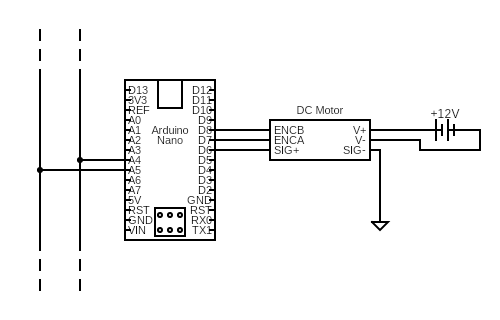 +12V
DC Motor
D13 D12
3V3 D11
REF D10
A0 D9
A1 Arduino D8 ENCB V+
A2 Nano D7 ENCA V-
A3 D6 SIG+ SIG-
A4 D5
A5 D4
A6 D3
A7 D2
5V GND
RST RST
GND RX0
VIN TX1